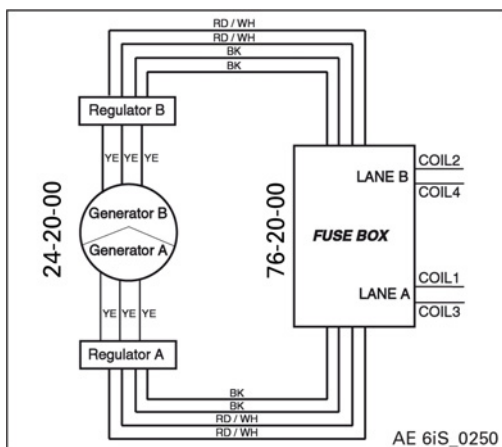 RD / WH
RD / WH
BK
BK
Regulator B
YE YE YE
24-20-00
Generator B
Generator A
YE YE YE
Regulator A
76-20-00
LANE B
FUSE BOX
LANE A
COIL2
COIL4
COIL1
COIL3
BK
BK
RD / WH
RD / WH
AE 6iS_0250